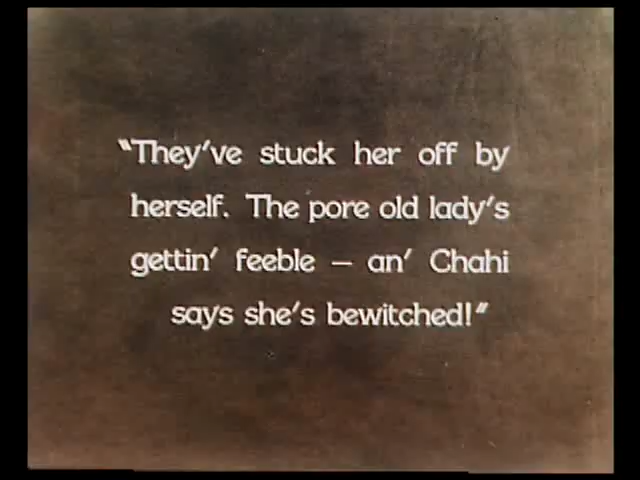 “They’ve stuck her off by
herself. The pore old lady’s
gettin’ feeble — an’ Chahi
says she’s bewitched!”